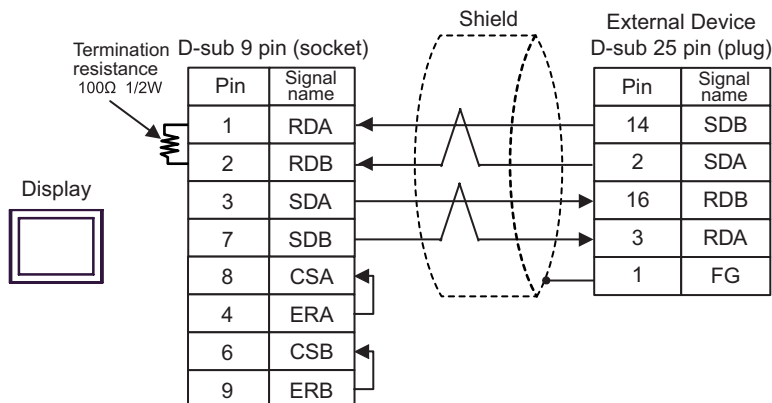 Shield
External Device
D-sub 25 pin (plug)
Termination
resistance
100Ω 1/2W
D-sub 9 pin (socket)
Display
Pin Signal name
1 RDA
2 RDB
3 SDA
7 SDB
8 CSA
4 ERA
6 CSB
9 ERB
Pin Signal name
14 SDB
2 SDA
16 RDB
3 RDA
1 FG